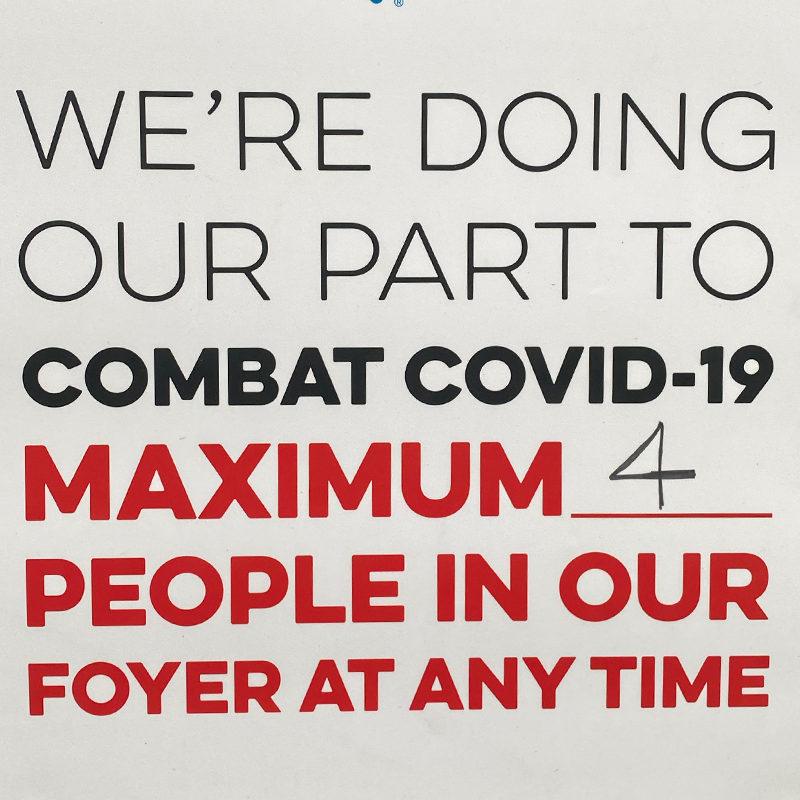 ®
WE’RE DOING
OUR PART TO
COMBAT COVID-19
MAXIMUM 4
PEOPLE IN OUR
FOYER AT ANY TIME